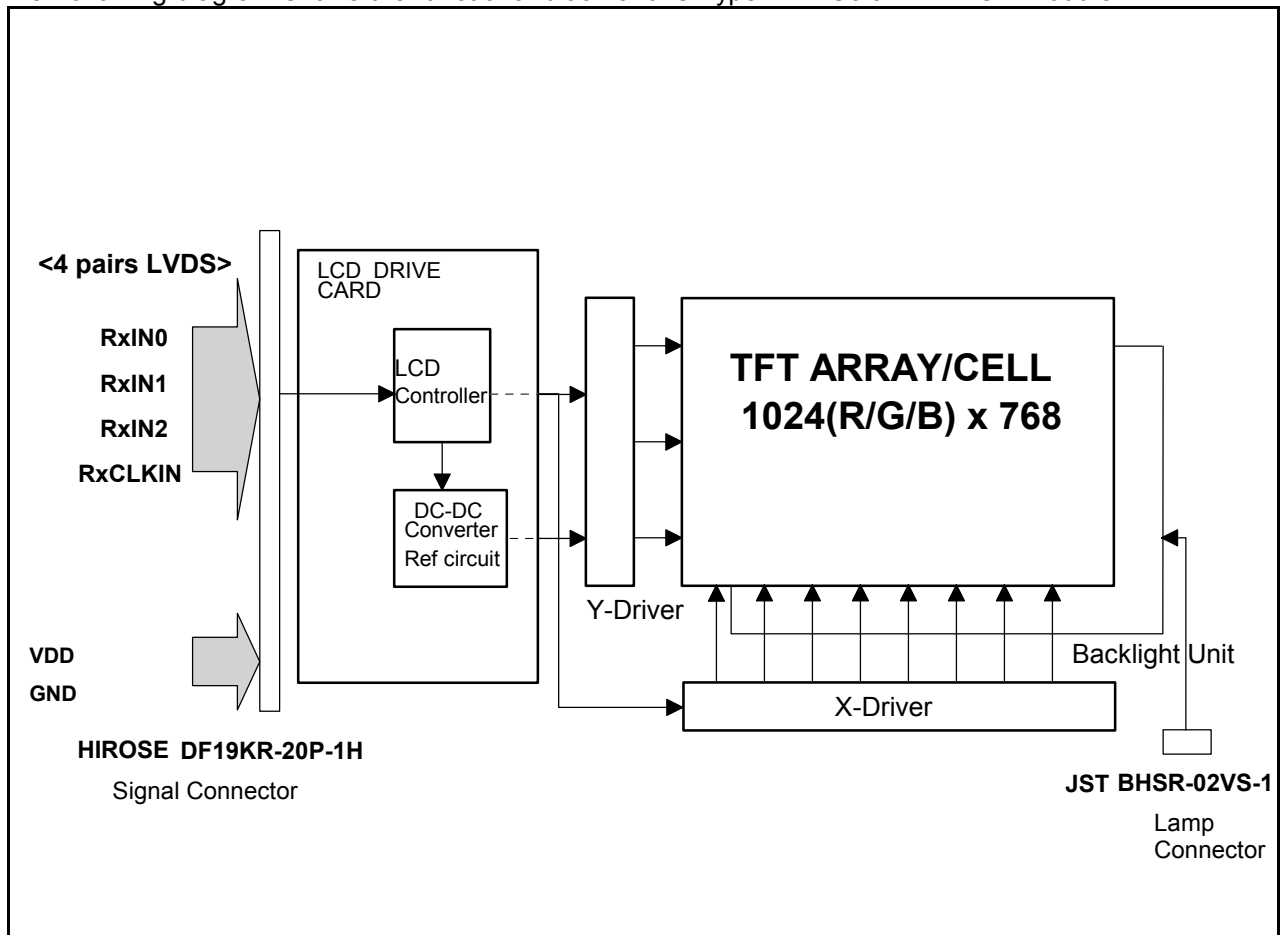 <4 pairs LVDS>
RxIN0
RxIN1
RxIN2
RxCLKIN
VDD
GND
HIROSE DF19KR-20P-1H
Signal Connector
LCD DRIVE
CARD
LCD
Controller
DC-DC
Converter
Ref circuit
Y-Driver
TFT ARRAY/CELL
1024(R/G/B) x 768
Backlight Unit
X-Driver
JST BHSR-02VS-1
Lamp
Connector